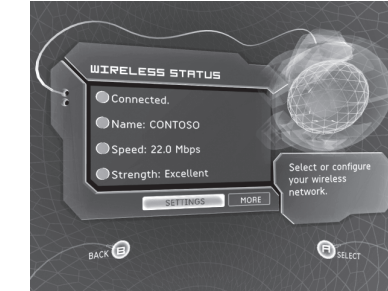 WIRELESS STATUS
Connected.
Name: CONTOSO
Speed: 22.0 Mbps
Strength: Excellent
SETTINGS
MORE
Select or configure
your wireless
network.
BACK B
A SELECT